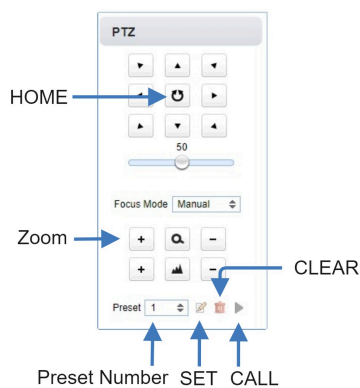 PTZ
HOME
50
Focus Mode Manual
Zoom + -
+ -
CLEAR
Preset 1
Preset Number SET CALL